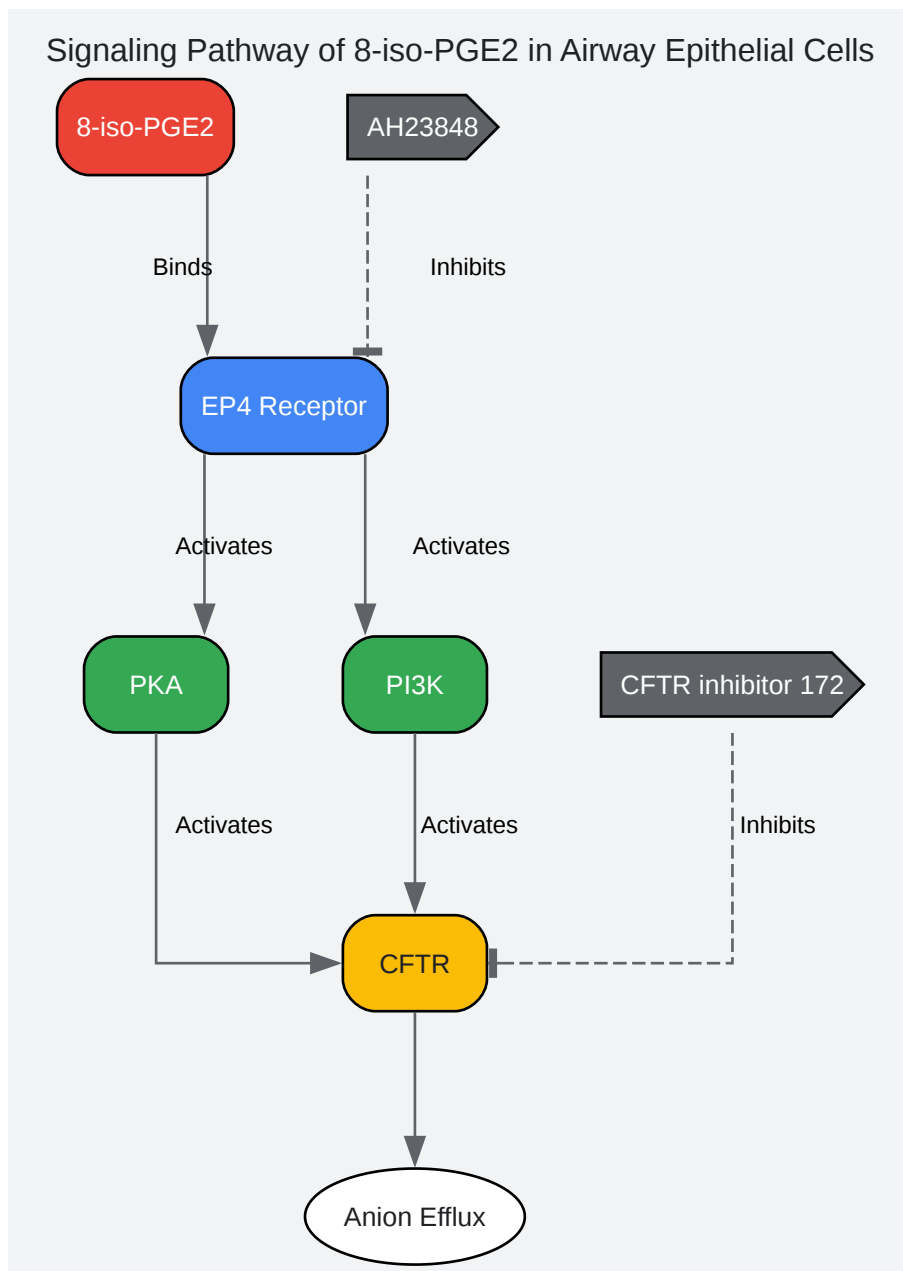 Signaling Pathway of 8-iso-PGE2 in Airway Epithelial Cells
8-iso-PGE2
AH23848
Binds
Inhibits
EP4 Receptor
Activates
Activates
PKA
PI3K
CFTR inhibitor 172
Activates
Activates
Inhibits
CFTR
Anion Efflux